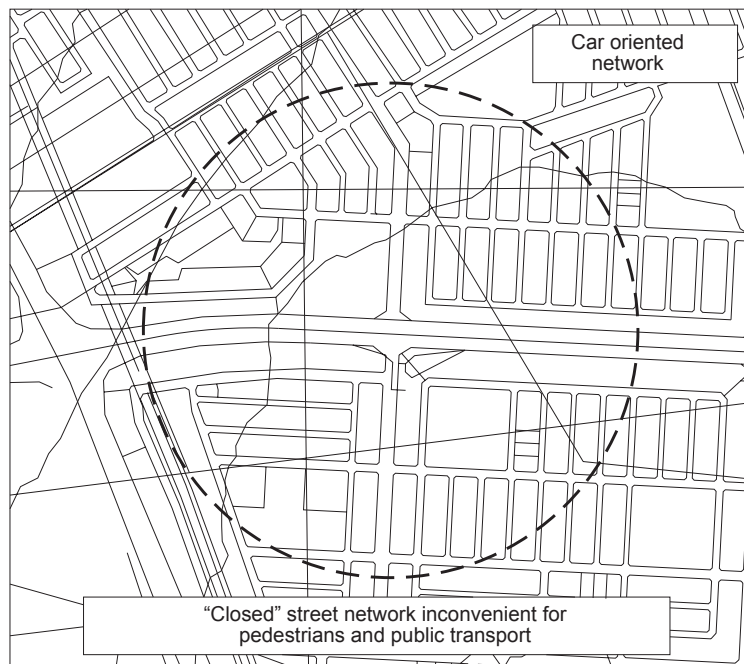 Car oriented
network
“Closed” street network inconvenient for
pedestrians and public transport